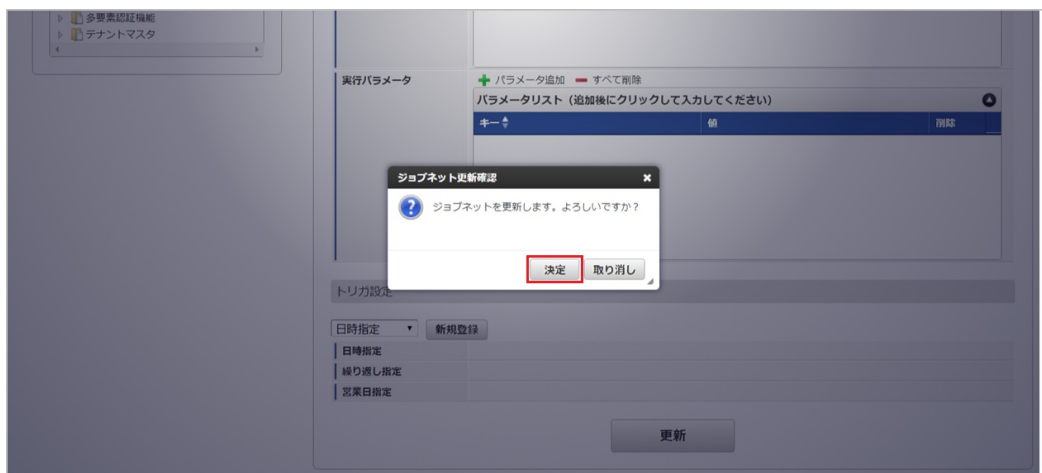 多要素認証機能
テナントマスタ
実行パラメータ
パラメータ追加 すべて削除
パラメータリスト（追加後にクリックして入力してください）
キー 値 削除
ジョブネット更新確認
ジョブネットを更新します。よろしいですか？
決定 取り消し
トリガ設定
日時指定 新規登録
日時指定
繰り返し指定
営業日指定
更新